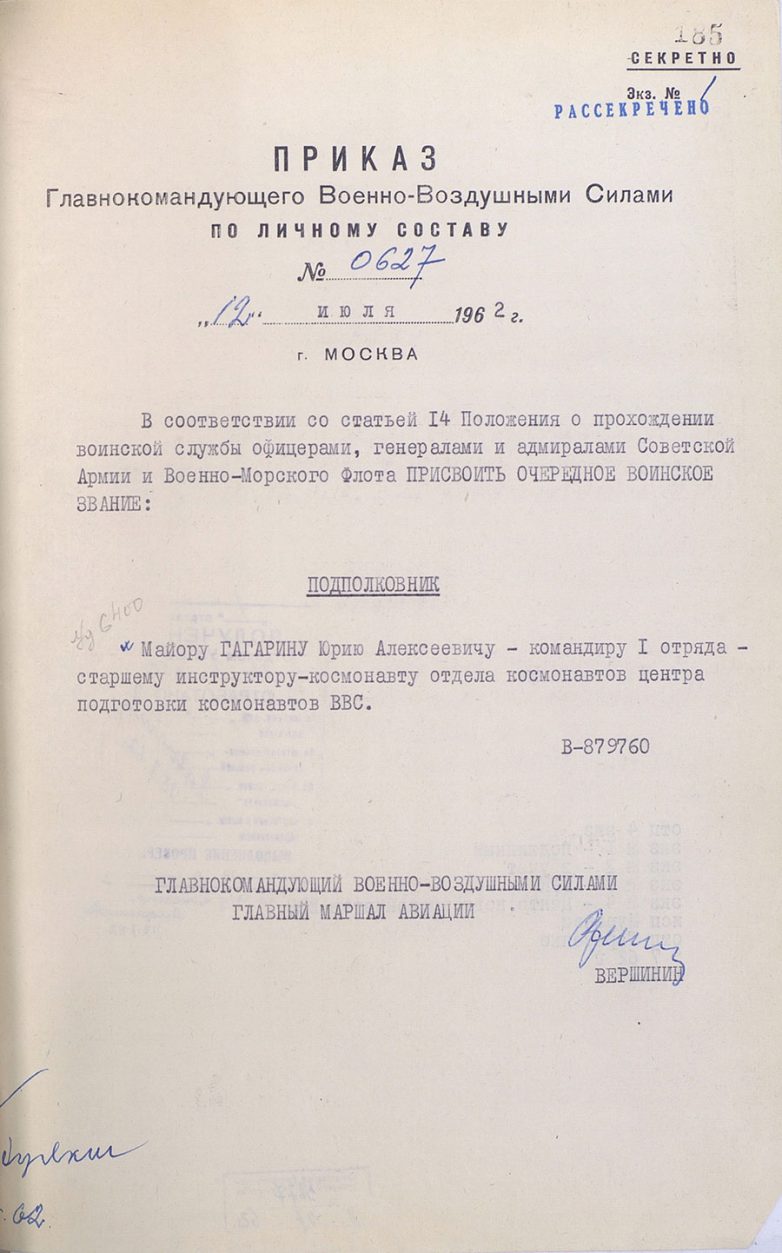 185
СЕКРЕТНО
Экз. № 1
РАССЕКРЕЧЕНО
ПРИКАЗ
Главнокомандующего Военно-Воздушными Силами
ПО ЛИЧНОМУ СОСТАВУ
№ 0627
„12" июля 1962 г.
г. МОСКВА
В соответствии со статьей I4 Положения о прохождении
воинской службы офицерами, генералами и адмиралами Советской
Армии и Военно-Морского Флота ПРИСВОИТЬ ОЧЕРЕДНОЕ ВОИНСКОЕ
ЗВАНИЕ:
ПОДПОЛКОВНИК
Майору ГАГАРИНУ Юрию Алексеевичу - командиру I отряда -
старшему инструктору-космонавту отдела космонавтов центра
подготовки космонавтов ВВС.
В-879760
ГЛАВНОКОМАНДУЮЩИЙ ВОЕННО-ВОЗДУШНЫМИ СИЛАМИ
ГЛАВНЫЙ МАРШАЛ АВИАЦИИ
ВЕРШИНИН
62.